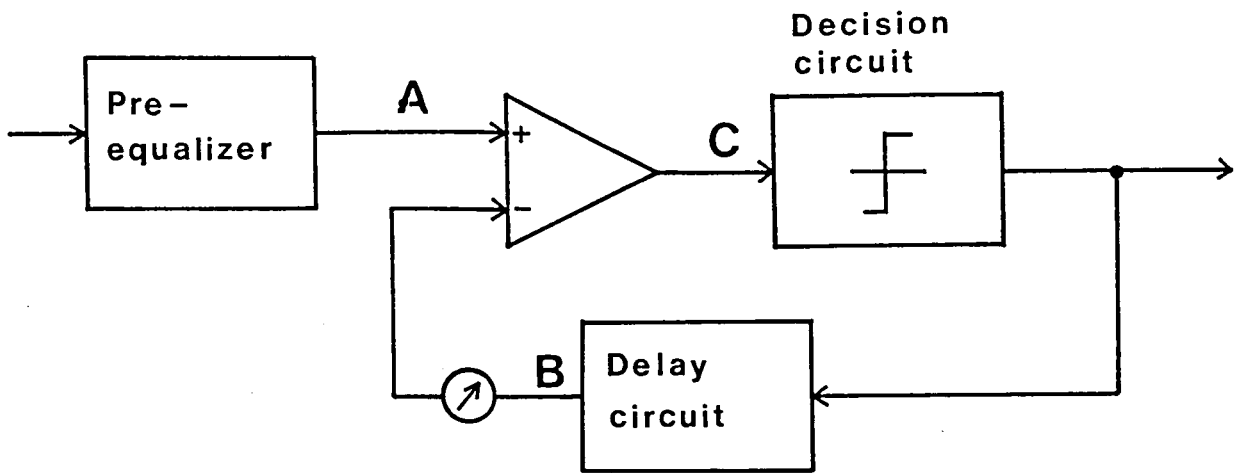 Decision
circuit
Pre-
equalizer
A
+
-
C
B
Delay
circuit